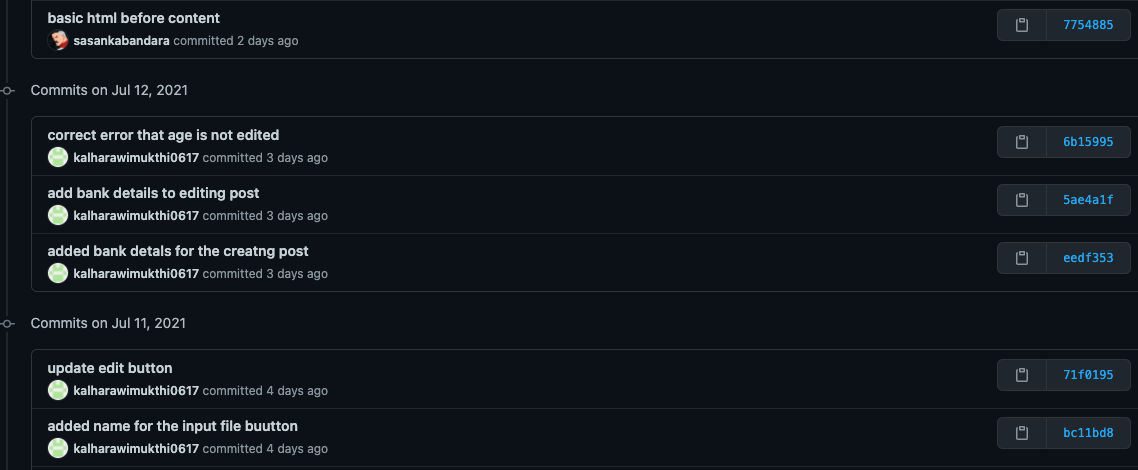 basic html before content
7754885
sasankabandara committed 2 days ago
Commits on Jul 12, 2021
correct error that age is not edited
6b15995
kalharawimukthi0617 committed 3 days ago
add bank details to editing post
5ae4a1f
kalharawimukthi0617 committed 3 days ago
added bank detals for the creatng post
eedf353
kalharawimukthi0617 committed 3 days ago
Commits on Jul 11, 2021
update edit button
71f0195
kalharawimukthi0617 committed 4 days ago
added name for the input file buutton
bc11bd8
kalharawimukthi0617 committed 4 days ago